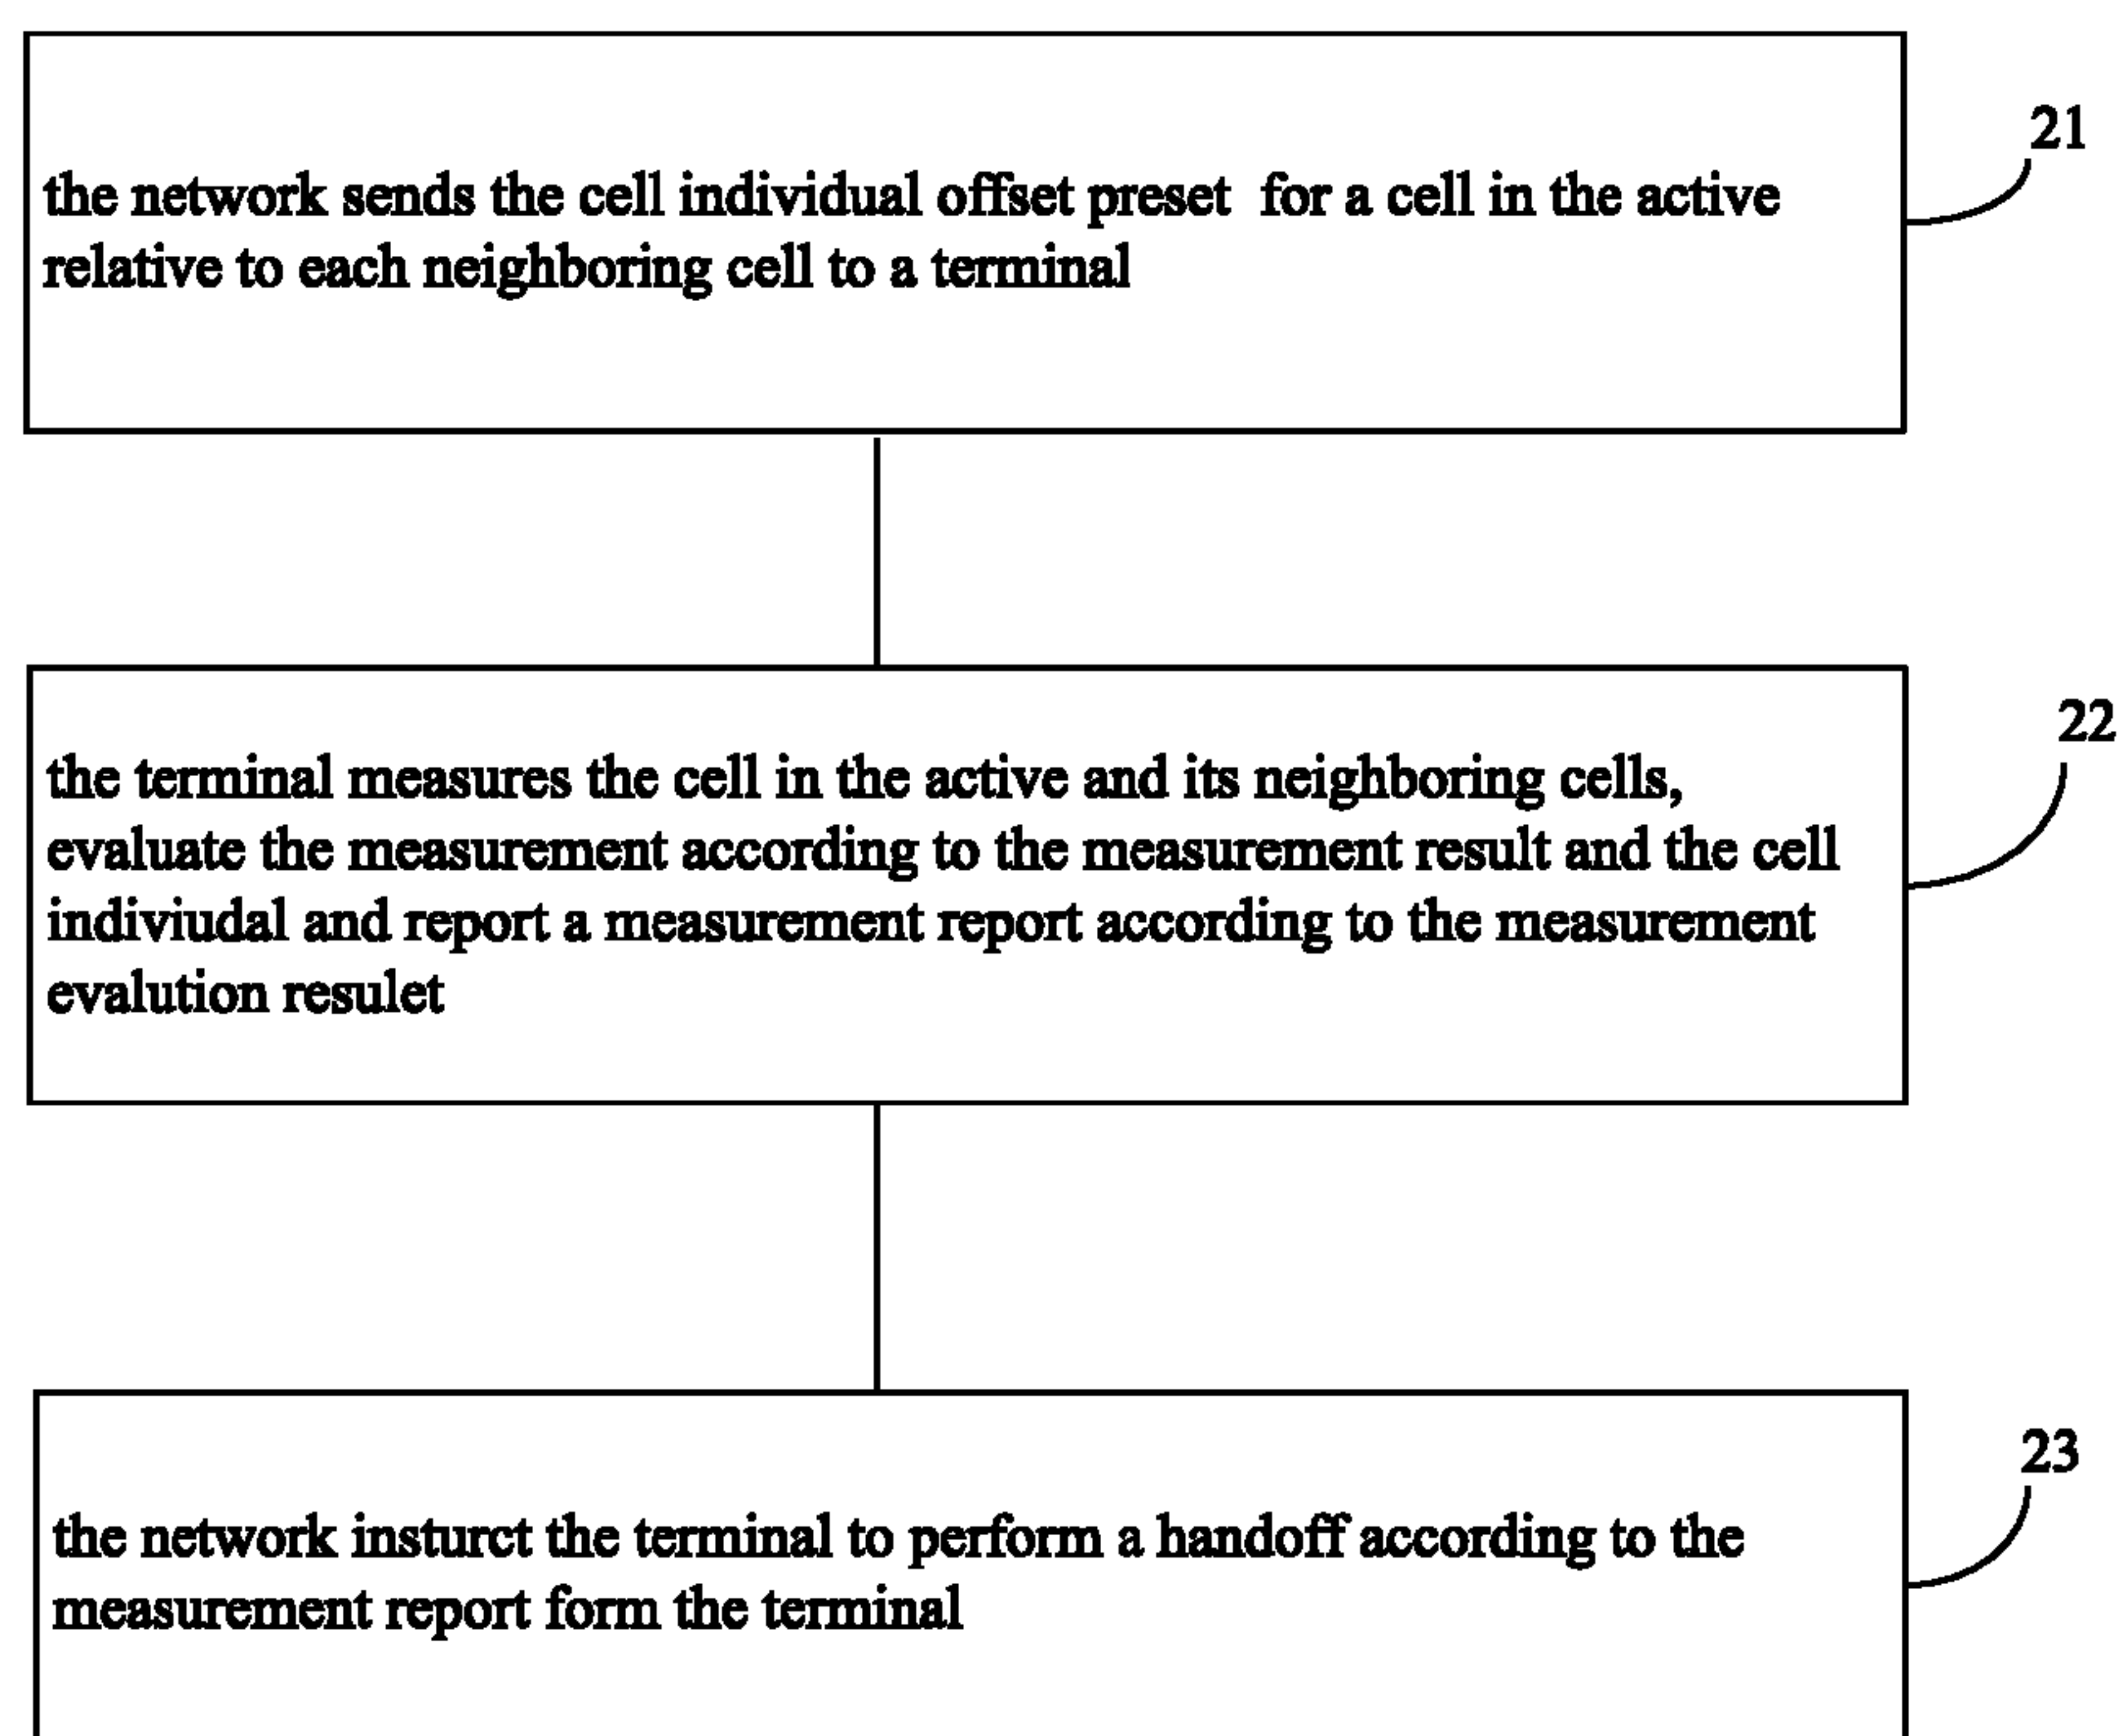 21
the network sends the cell individual offset preset for a cell in the active
relative to each neighboring cell to a terminal
22
the terminal measures the cell in the active and its neighboring cells,
evaluate the measurement according to the measurement result and the cell
indiviudal and report a measurement report according to the measurement
evalution resulet
23
the network insturct the terminal to perform a handoff according to the
measurement report form the terminal